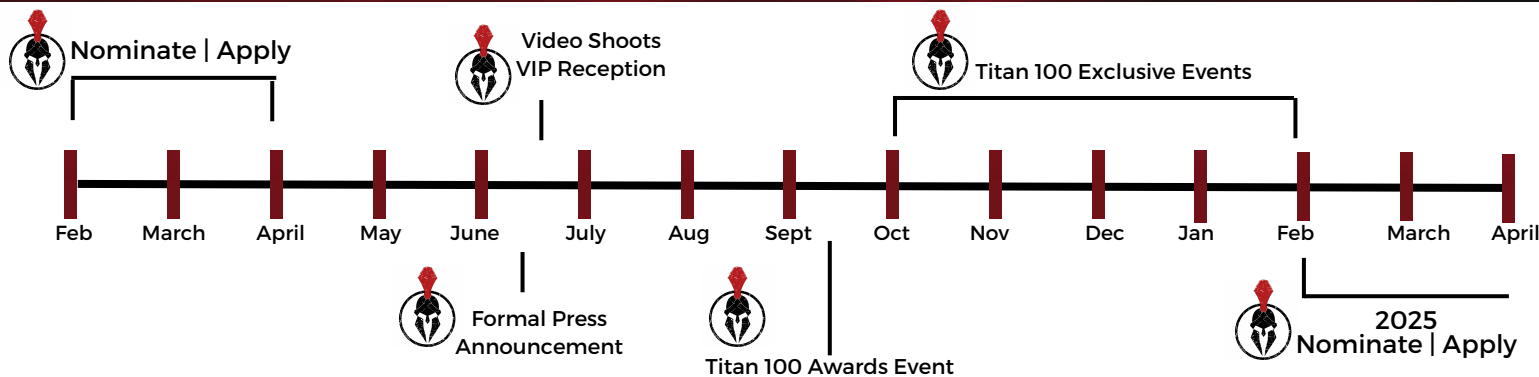 Nominate | Apply
Video Shoots
VIP Reception
Titan 100 Exclusive Events
Feb March April May June July Aug Sept Oct Nov Dec Jan Feb March April
Formal Press
Announcement
Titan 100 Awards Event
2025
Nominate | Apply